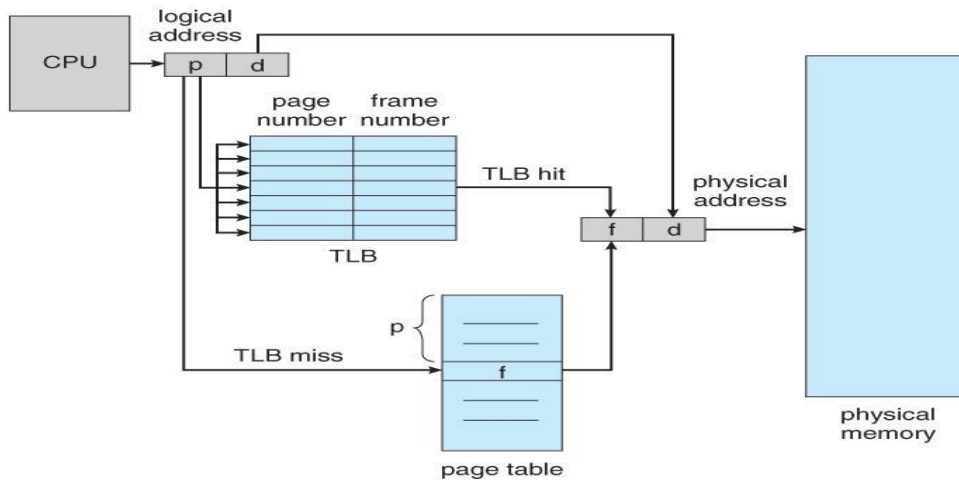 logical
address
CPU
p
d
page
number
frame
number
TLB hit
physical
address
f
d
TLB
p
TLB miss
f
page table
physical
memory